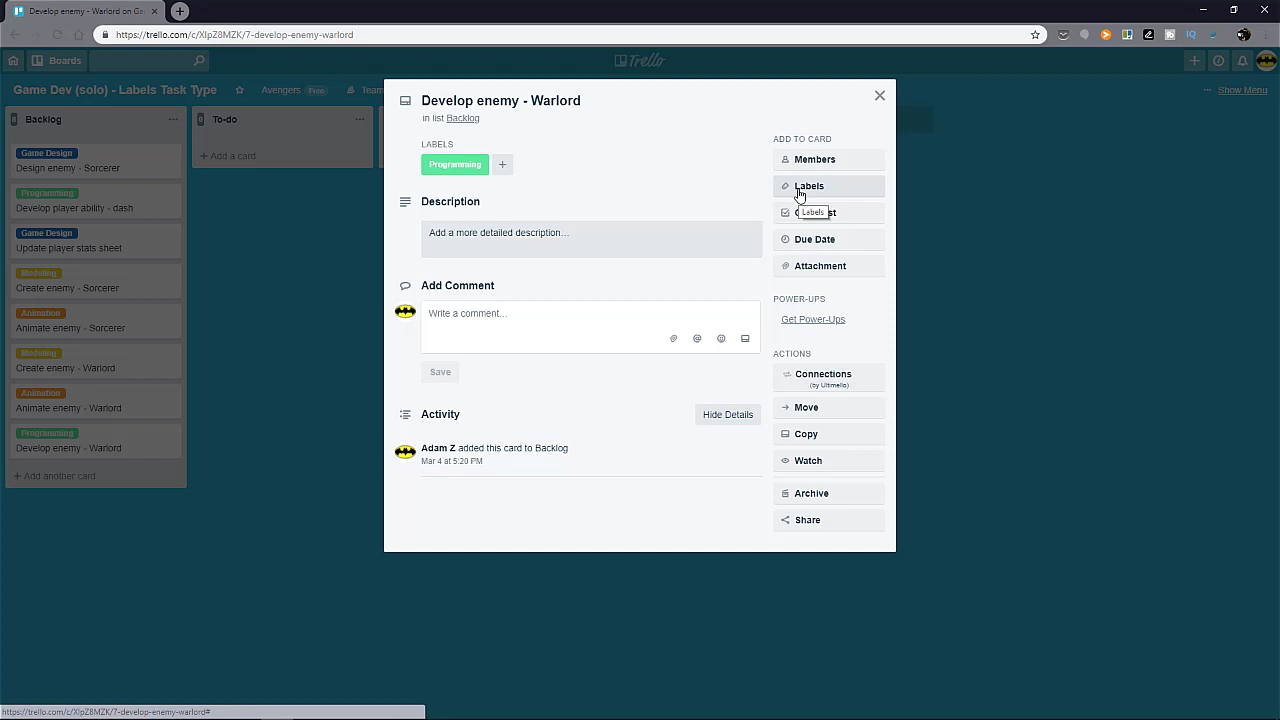 Develop enemy - Warlord on Ga
https://trello.com/c/XlpZ8MZK/7-develop-enemy-warlord
Boards
Trello
Game Dev (solo) - Labels Task Type
Avengers Free
Team
Show Menu
Backlog
Game Design
Design enemy - Sorcerer
Programming
Develop player ability - dash
Game Design
Update player stats sheet
Modeling
Create enemy - Sorcerer
Animation
Animate enemy - Sorcerer
Modeling
Create enemy - Warlord
Animation
Animate enemy - Warlord
Programming
Develop enemy - Warlord
+ Add another card
To-do
+ Add a card
Develop enemy - Warlord
in list Backlog
LABELS
Programming +
Description
Add a more detailed description…
Add Comment
Write a comment…
Save
Activity
Hide Details
Adam Z added this card to Backlog
Mar 4 at 5:20 PM
ADD TO CARD
Members
Labels
Labels
Due Date
Attachment
POWER-UPS
Get Power-Ups
ACTIONS
Connections
(by Ultimello)
Move
Copy
Watch
Archive
Share
https://trello.com/c/XlpZ8MZK/7-develop-enemy-warlord#